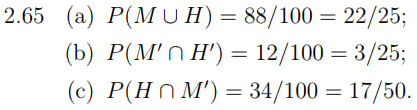 2.65 (a) P(M ∪ H) = 88/100 = 22/25;
(b) P(M′ ∩ H′) = 12/100 = 3/25;
(c) P(H ∩ M′) = 34/100 = 17/50.